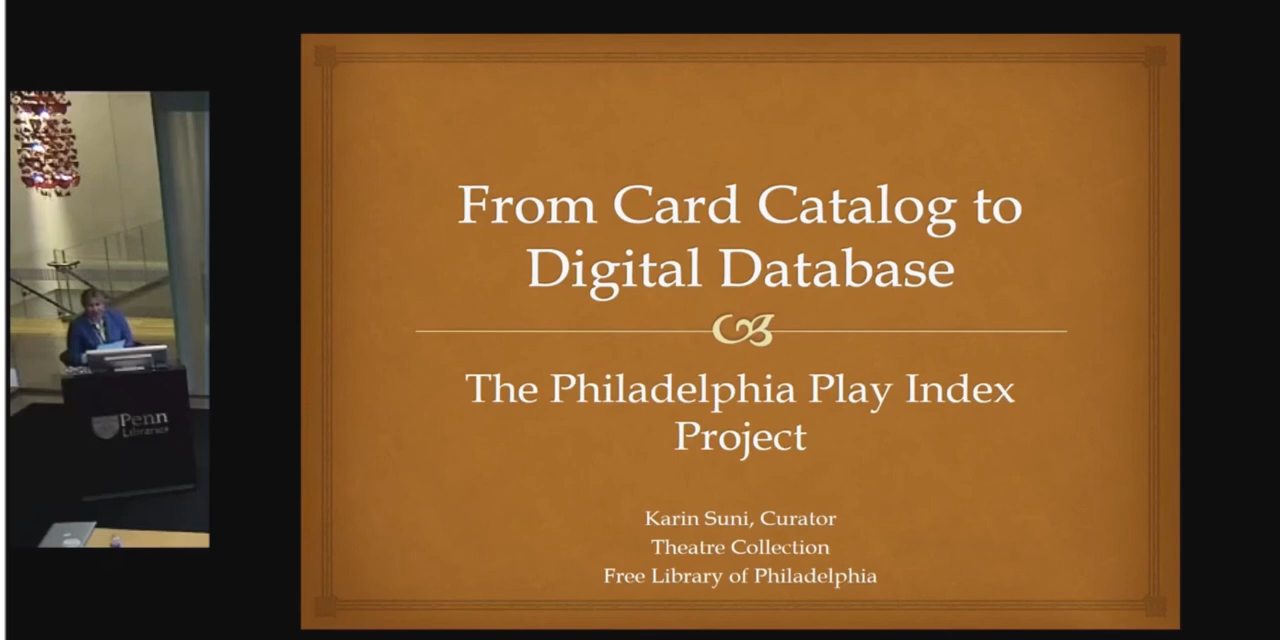 From Card Catalog to
Digital Database
The Philadelphia Play Index
Project
Karin Suni, Curator
Theatre Collection
Free Library of Philadelphia
Penn
Libraries